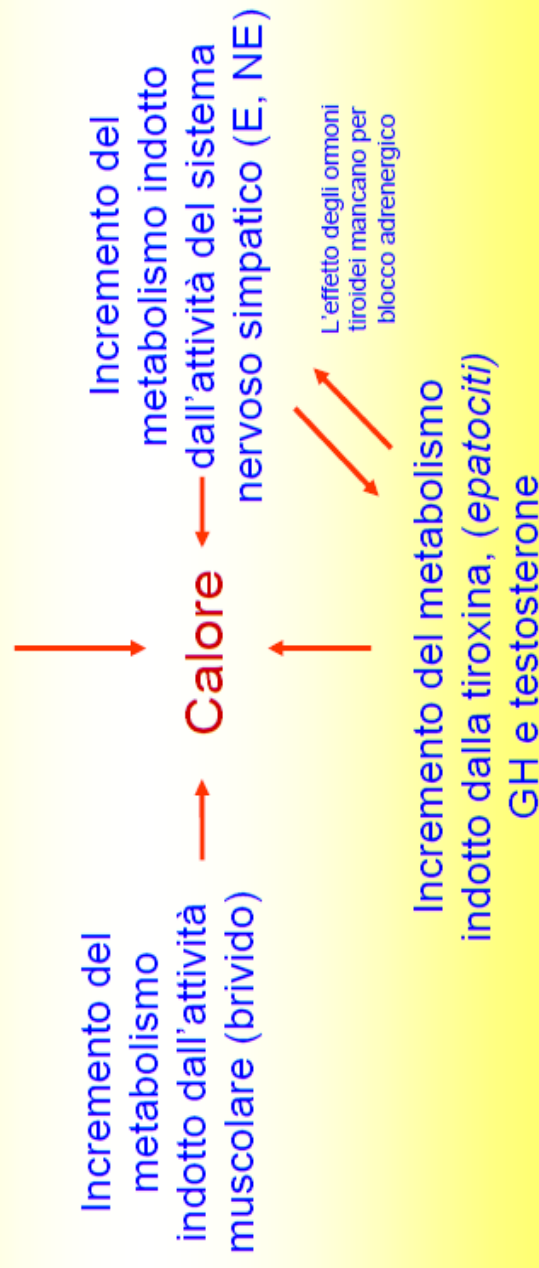 Incremento del
metabolismo
indotto dall'attività
muscolare (brivido)
Calore
Incremento del
metabolismo indotto
dall'attività del sistema
nervoso simpatico (E, NE)
L'effetto degli ormoni
tiroidei mancano per
blocco adrenergico
Incremento del metabolismo
indotto dalla tiroxina, (epatociti)
GH e testosterone